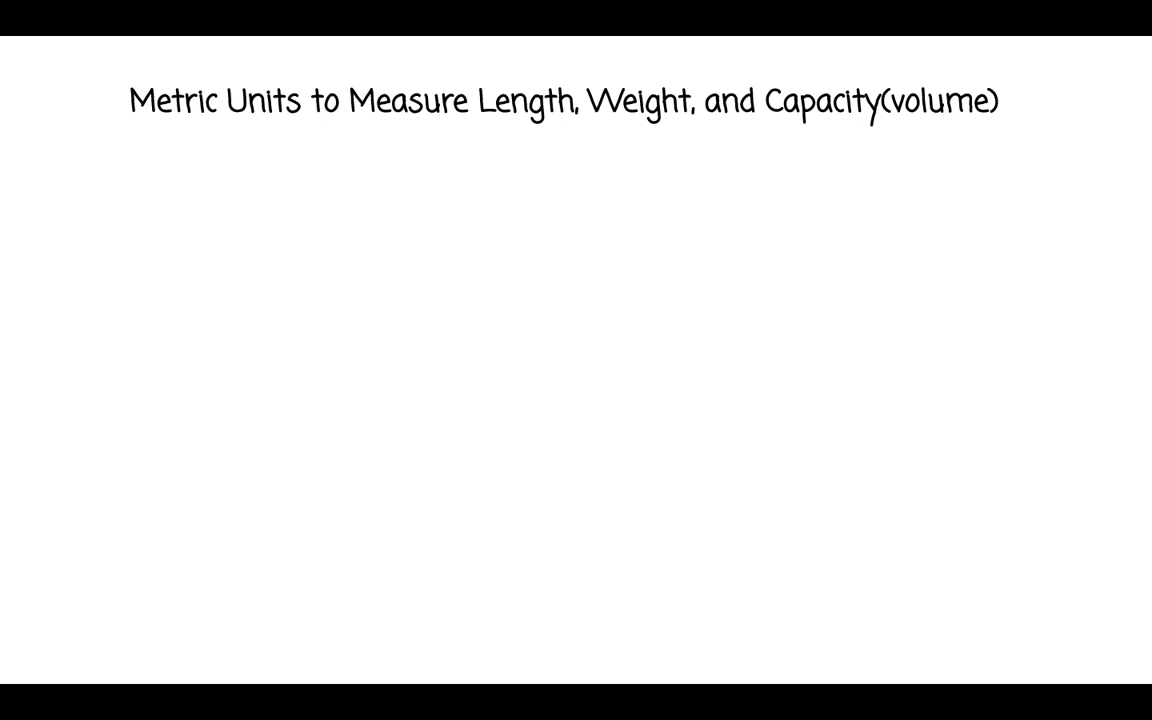 Metric Units to Measure Length, Weight, and Capacity(volume)